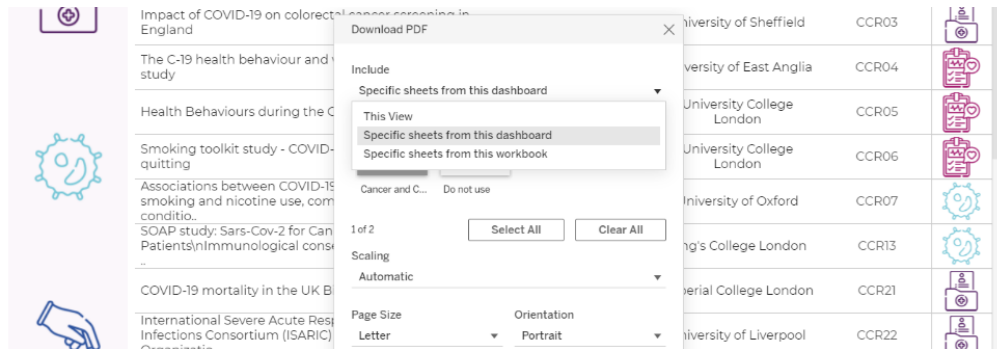 Impact of COVID-19 on colorectal cancer screening in
England
niversity of Sheffield
CCR03
The C-19 health behaviour and
study
versity of East Anglia
CCR04
Health Behaviours during the
University College
London
CCR05
Smoking toolkit study - COVID-
quitting
University College
London
CCR06
Associations between COVID-19
smoking and nicotine use, com
conditio..
niversity of Oxford
CCR07
SOAP study: Sars-Cov-2 for Can
Patients\nImmunological conse
..
ng's College London
CCR13
COVID-19 mortality in the UK B
perial College London
CCR21
International Severe Acute Resp
Infections Consortium (ISARIC)
niversity of Liverpool
CCR22
Download PDF
Include
Specific sheets from this dashboard
This View
Specific sheets from this dashboard
Specific sheets from this workbook
Cancer and C... Do not use
1 of 2
Select All
Clear All
Scaling
Automatic
Page Size
Orientation
Letter
Portrait